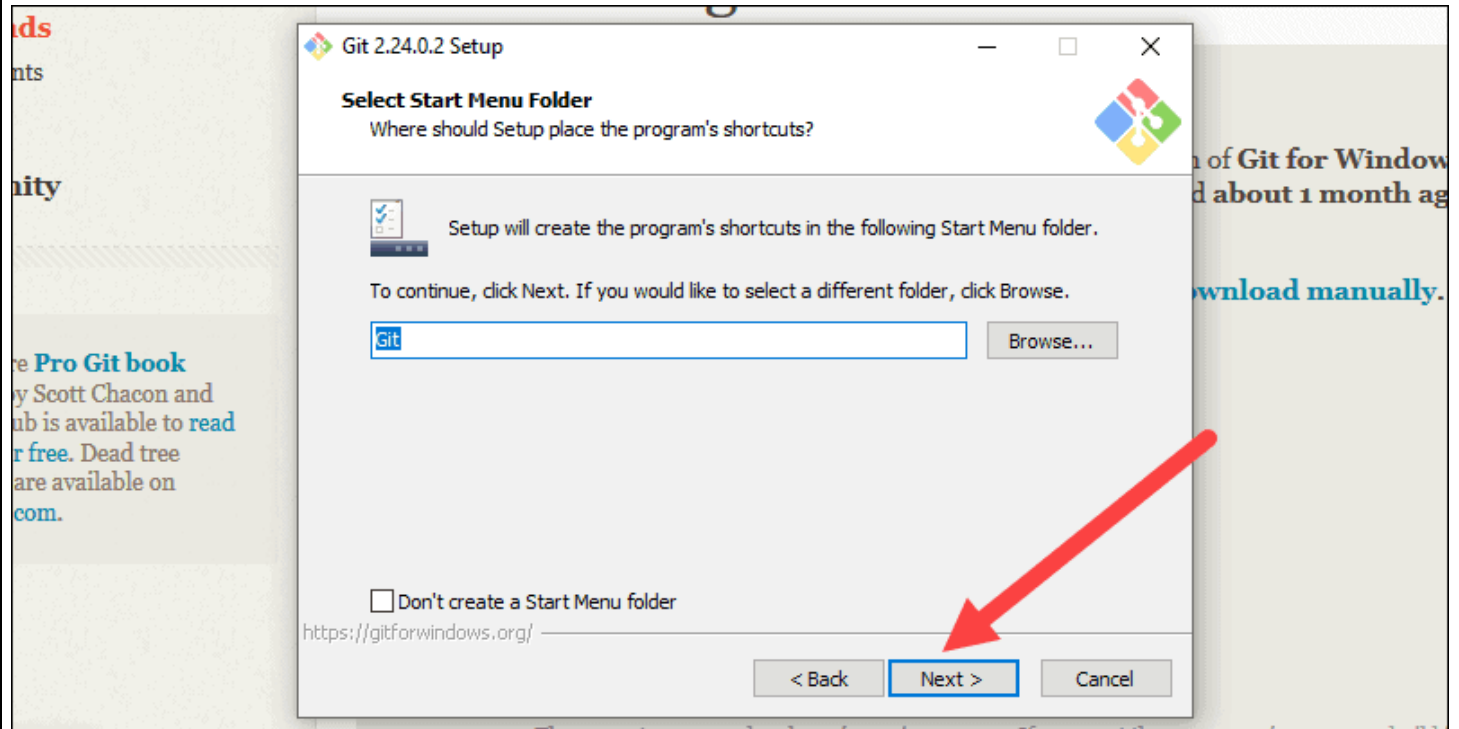 ds
nts
nity
re Pro Git book
by Scott Chacon and
ub is available to read
r free. Dead tree
are available on
com.
Git 2.24.0.2 Setup
Select Start Menu Folder
Where should Setup place the program's shortcuts?
Setup will create the program's shortcuts in the following Start Menu folder.
To continue, click Next. If you would like to select a different folder, click Browse.
Git
Browse...
Don't create a Start Menu folder
https://gitforwindows.org/
< Back Next > Cancel
n of Git for Window
d about 1 month ag
ownload manually.